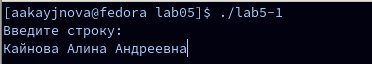 [aakayjnova@fedora lab05]$ ./lab5-1
Введите строку:
Кайнова Алина Андреевна